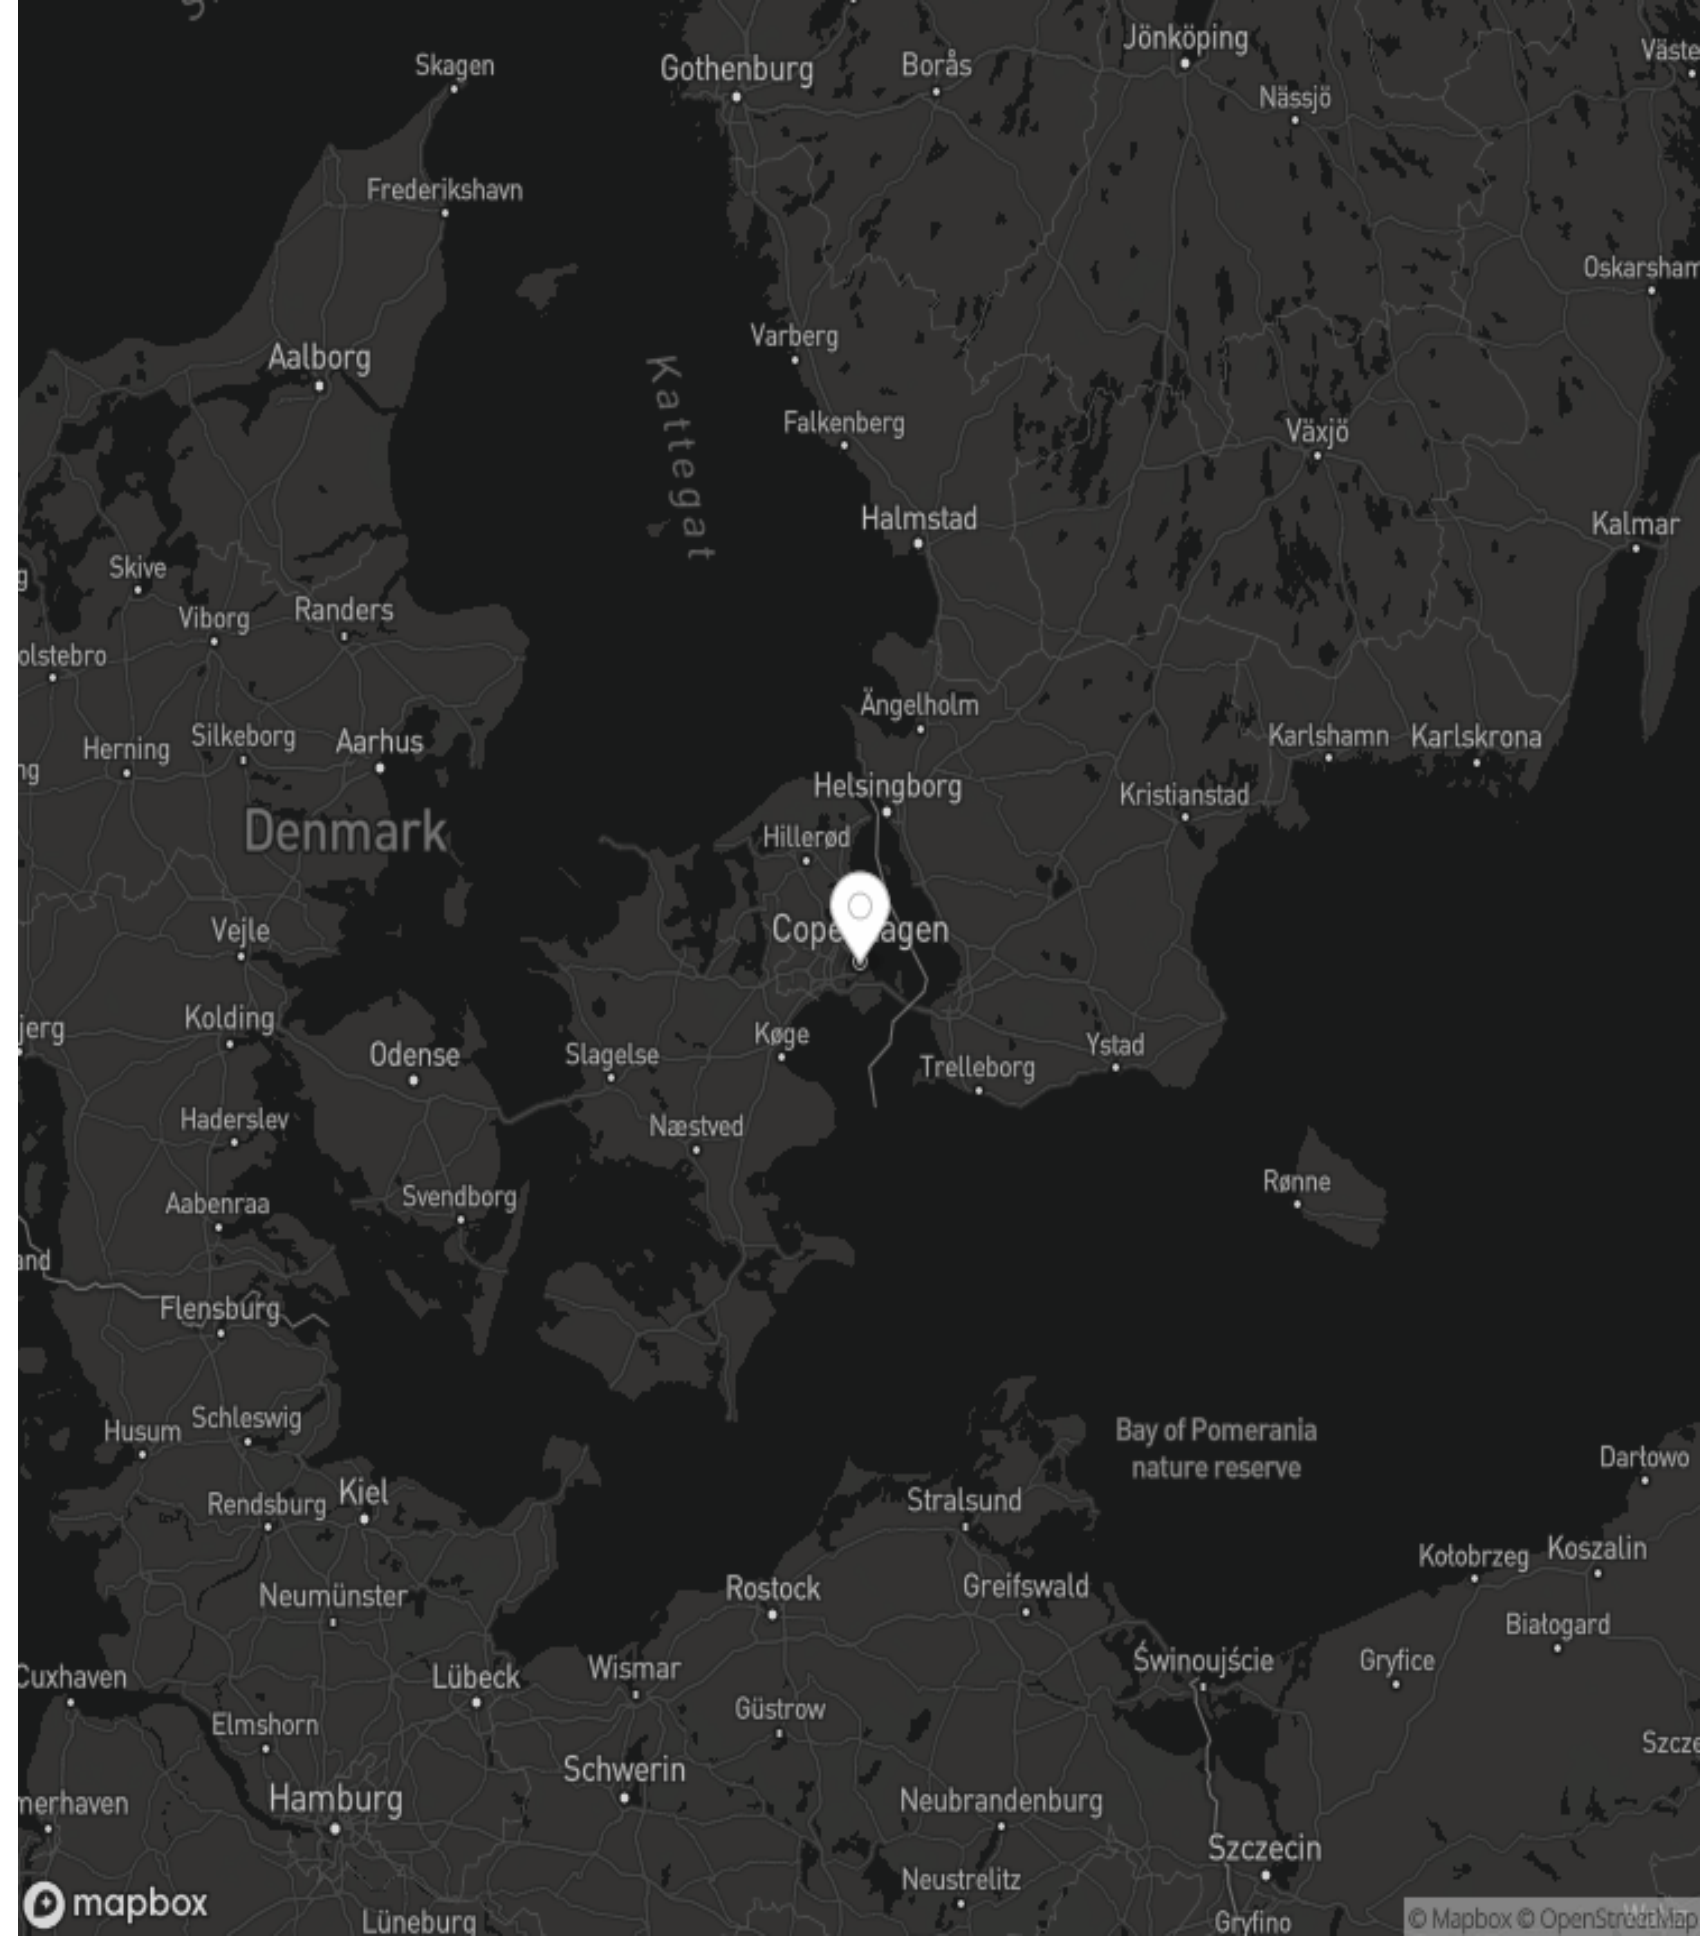 Skagen
Gothenburg
Borås
Jönköping
Nässjö
Frederikshavn
Aalborg
Kattegat
Varberg
Falkenberg
Halmstad
Växjö
Kalmar
Skive
Viborg
Randers
Herning
Silkeborg
Aarhus
Ängelholm
Helsingborg
Kristianstad
Karlshamn
Karlskrona
Denmark
Hillerød
Copenhagen
Vejle
Kolding
Odense
Slagelse
Køge
Trelleborg
Ystad
Haderslev
Næstved
Aabenraa
Svendborg
Rønne
Flensburg
Husum
Schleswig
Bay of Pomerania
nature reserve
Darłowo
Rendsburg
Kiel
Stralsund
Kołobrzeg
Koszalin
Neumünster
Rostock
Greifswald
Białogard
Cuxhaven
Lübeck
Wismar
Świnoujście
Gryfice
Elmshorn
Güstrow
Hamburg
Schwerin
Neubrandenburg
Szczecin
Neustrelitz
mapbox
Lüneburg
Gryfino
© Mapbox © OpenStreetMap